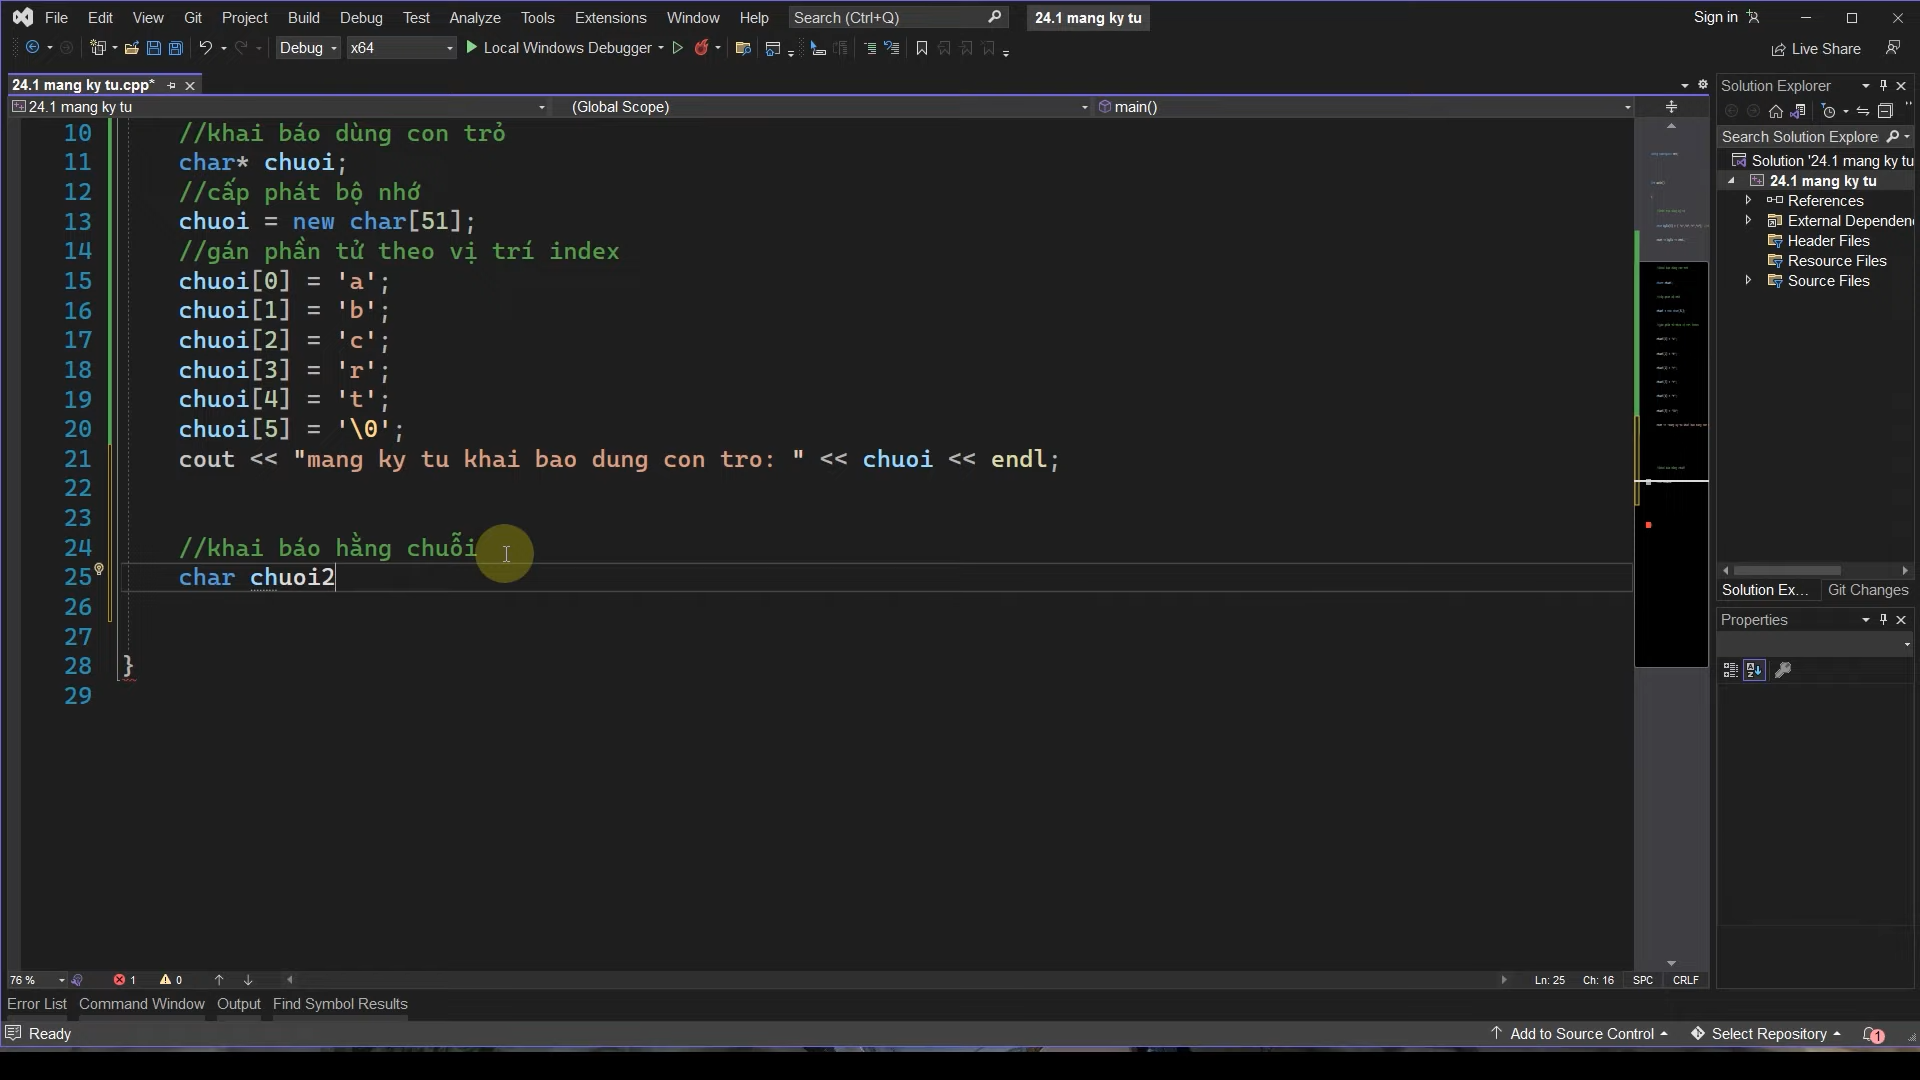 File Edit View Git Project Build Debug Test Analyze Tools Extensions Window Help Search (Ctrl+Q) 24.1 mang ky tu Sign in
Debug x64 Local Windows Debugger Live Share
24.1 mang ky tu.cpp*
24.1 mang ky tu (Global Scope) main()
10 //khai báo dùng con trỏ
11 char* chuoi;
12 //cấp phát bộ nhớ
13 chuoi = new char[51];
14 //gán phần tử theo vị trí index
15 chuoi[0] = 'a';
16 chuoi[1] = 'b';
17 chuoi[2] = 'c';
18 chuoi[3] = 'r';
19 chuoi[4] = 't';
20 chuoi[5] = '\0';
21 cout << "mang ky tu khai bao dung con tro: " << chuoi << endl;
22
23
24 //khai báo hằng chuỗi
25 char chuoi2
26
27
28 }
29
Solution Explorer
Search Solution Explore
Solution '24.1 mang ky tu
24.1 mang ky tu
References
External Dependen
Header Files
Resource Files
Source Files
Solution Ex... Git Changes
Properties
76 % 1 0 Ln: 25 Ch: 16 SPC CRLF
Error List Command Window Output Find Symbol Results
Ready Add to Source Control Select Repository 1